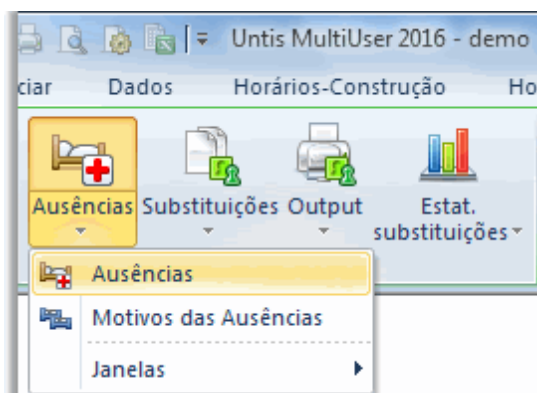 Untis MultiUser 2016 - demo
ciar Dados Horários-Construção Ho
Ausências Substituições Output Estat.
substituições
Ausências
Motivos das Ausências
Janelas